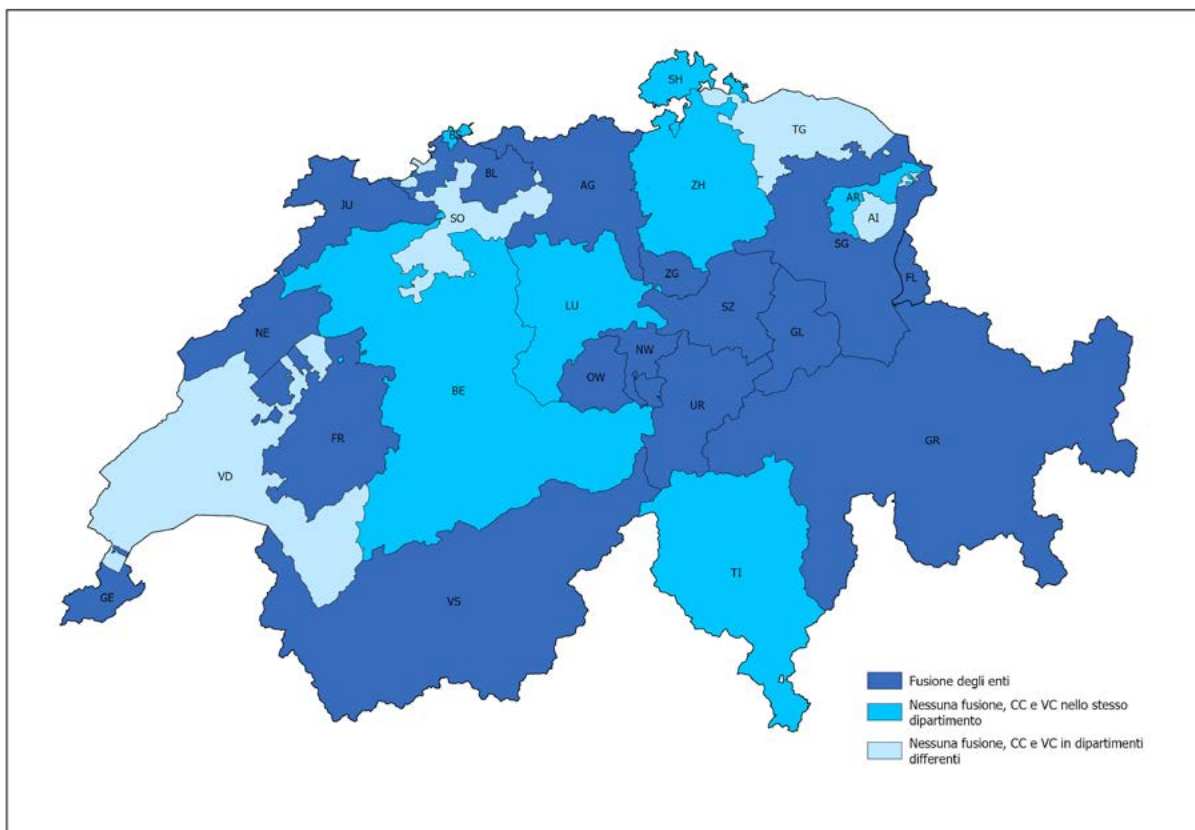 SH
BS
TG
BL
AG
ZH
JU
AR
AI
SO
SG
ZG
FL
LU
SZ
NE
GL
NW
OW
BE
UR
FR
GR
VD
TI
GE
VS
Fusione degli enti
Nessuna fusione, CC e VC nello stesso
dipartimento
Nessuna fusione, CC e VC in dipartimenti
differenti